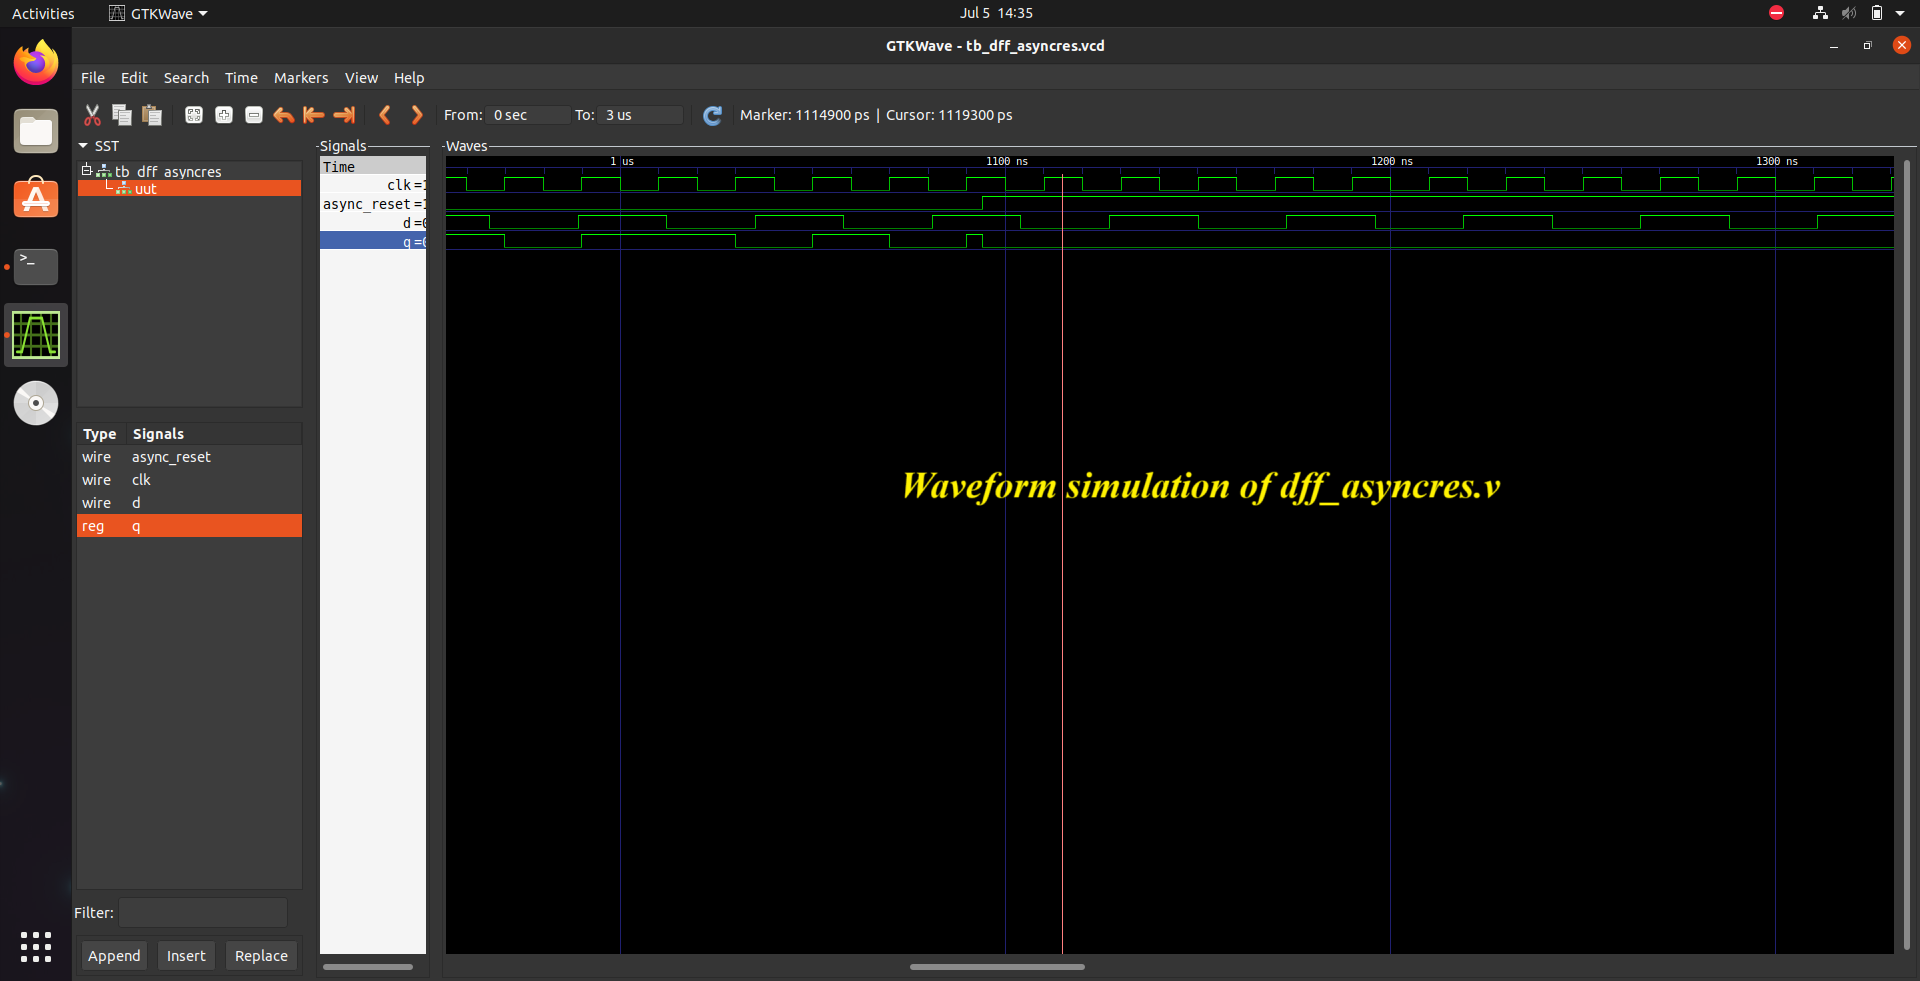 Activities GTKWave Jul 5 14:35
GTKWave - tb_dff_asyncres.vcd
File Edit Search Time Markers View Help
From: 0 sec To: 3 us Marker: 1114900 ps | Cursor: 1119300 ps
SST
tb_dff_asyncres
uut
Type Signals
wire async_reset
wire clk
wire d
reg q
Filter:
Append Insert Replace
Signals
Time
clk =1
async_reset =1
d =0
q =0
Waves
1 us 1100 ns 1200 ns 1300 ns
Waveform simulation of dff_asyncres.v